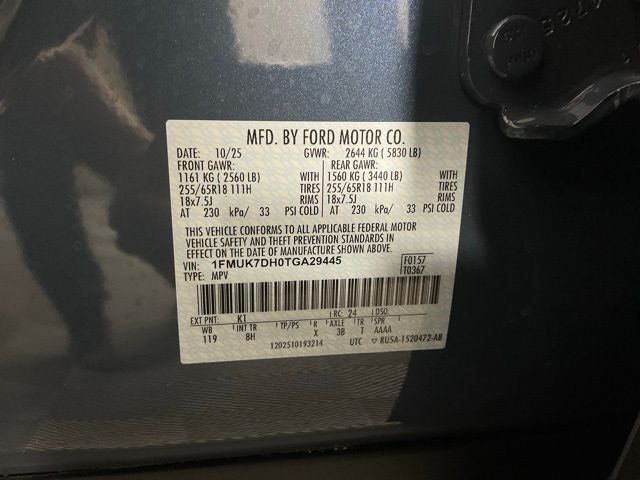 MFD. BY FORD MOTOR CO.
DATE: 10/25 GVWR: 2644 KG ( 5830 LB)
FRONT GAWR: REAR GAWR:
1161 KG ( 2560 LB) WITH 1560 KG ( 3440 LB) WITH
255/65R18 111H TIRES 255/65R18 111H TIRES
18x7.5J RIMS 18x7.5J RIMS
AT 230 kPa/ 33 PSI COLD AT 230 kPa/ 33 PSI COLD
THIS VEHICLE CONFORMS TO ALL APPLICABLE FEDERAL MOTOR
VEHICLE SAFETY AND THEFT PREVENTION STANDARDS IN
EFFECT ON THE DATE OF MANUFACTURE SHOWN ABOVE.
VIN: 1FMUK7DH0TGA29445 F0157
TYPE: MPV T0367
EXT PNT: K1 RC: 24 DSO:
WB INT TR TP/PS R AXLE TR SPR
119 8H X 3B T AAAA
1202510193214 UTC ▽ RU5A-1520472-AB